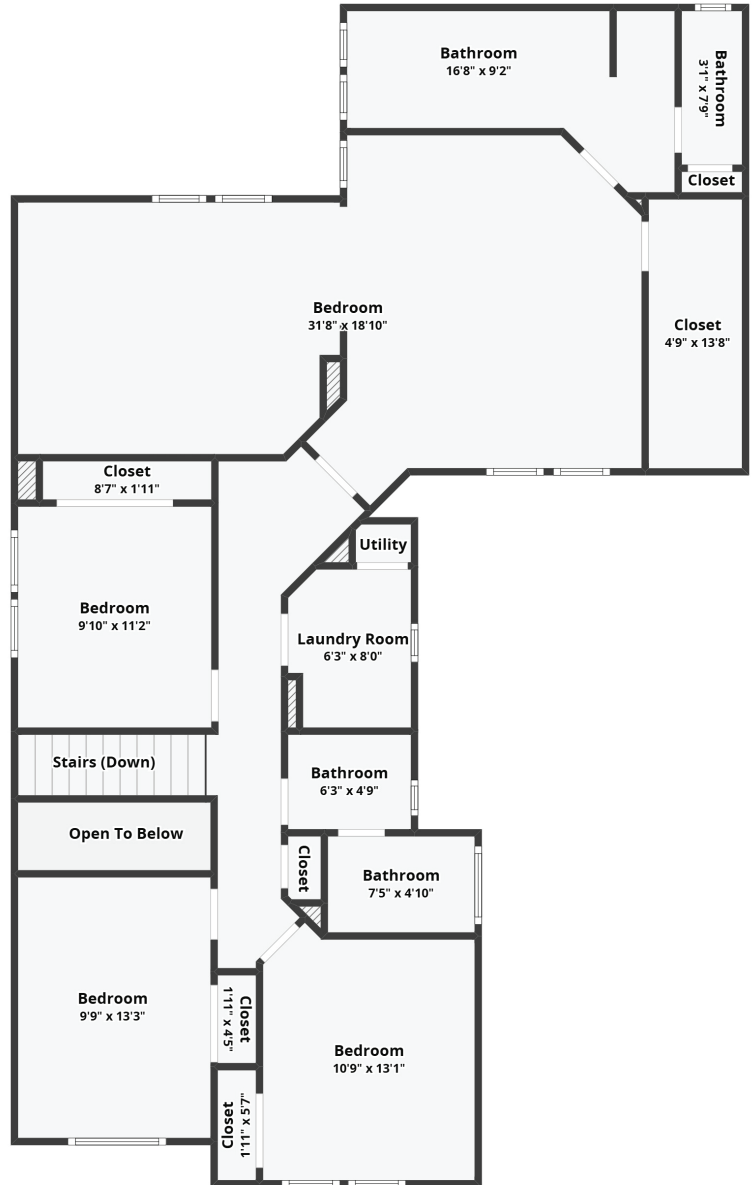 Bathroom
16'8" x 9'2"
Bathroom
3'1" x 7'9"
Closet
Bedroom
31'8" x 18'10"
Closet
4'9" x 13'8"
Closet
8'7" x 1'11"
Utility
Bedroom
9'10" x 11'2"
Laundry Room
6'3" x 8'0"
Stairs (Down)
Bathroom
6'3" x 4'9"
Open To Below
Closet
Bathroom
7'5" x 4'10"
Bedroom
9'9" x 13'3"
Closet
1'11" x 4'5"
Bedroom
10'9" x 13'1"
Closet
1'11" x 5'7"